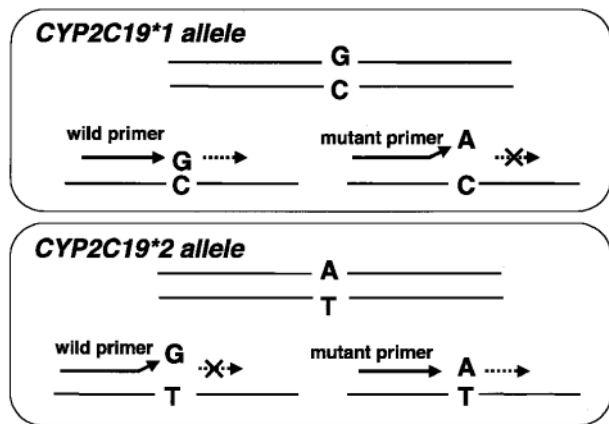 CYP2C19*1 allele
G
C
wild primer
mutant primer
G
A
C
C
CYP2C19*2 allele
A
T
wild primer
mutant primer
G
A
T
T